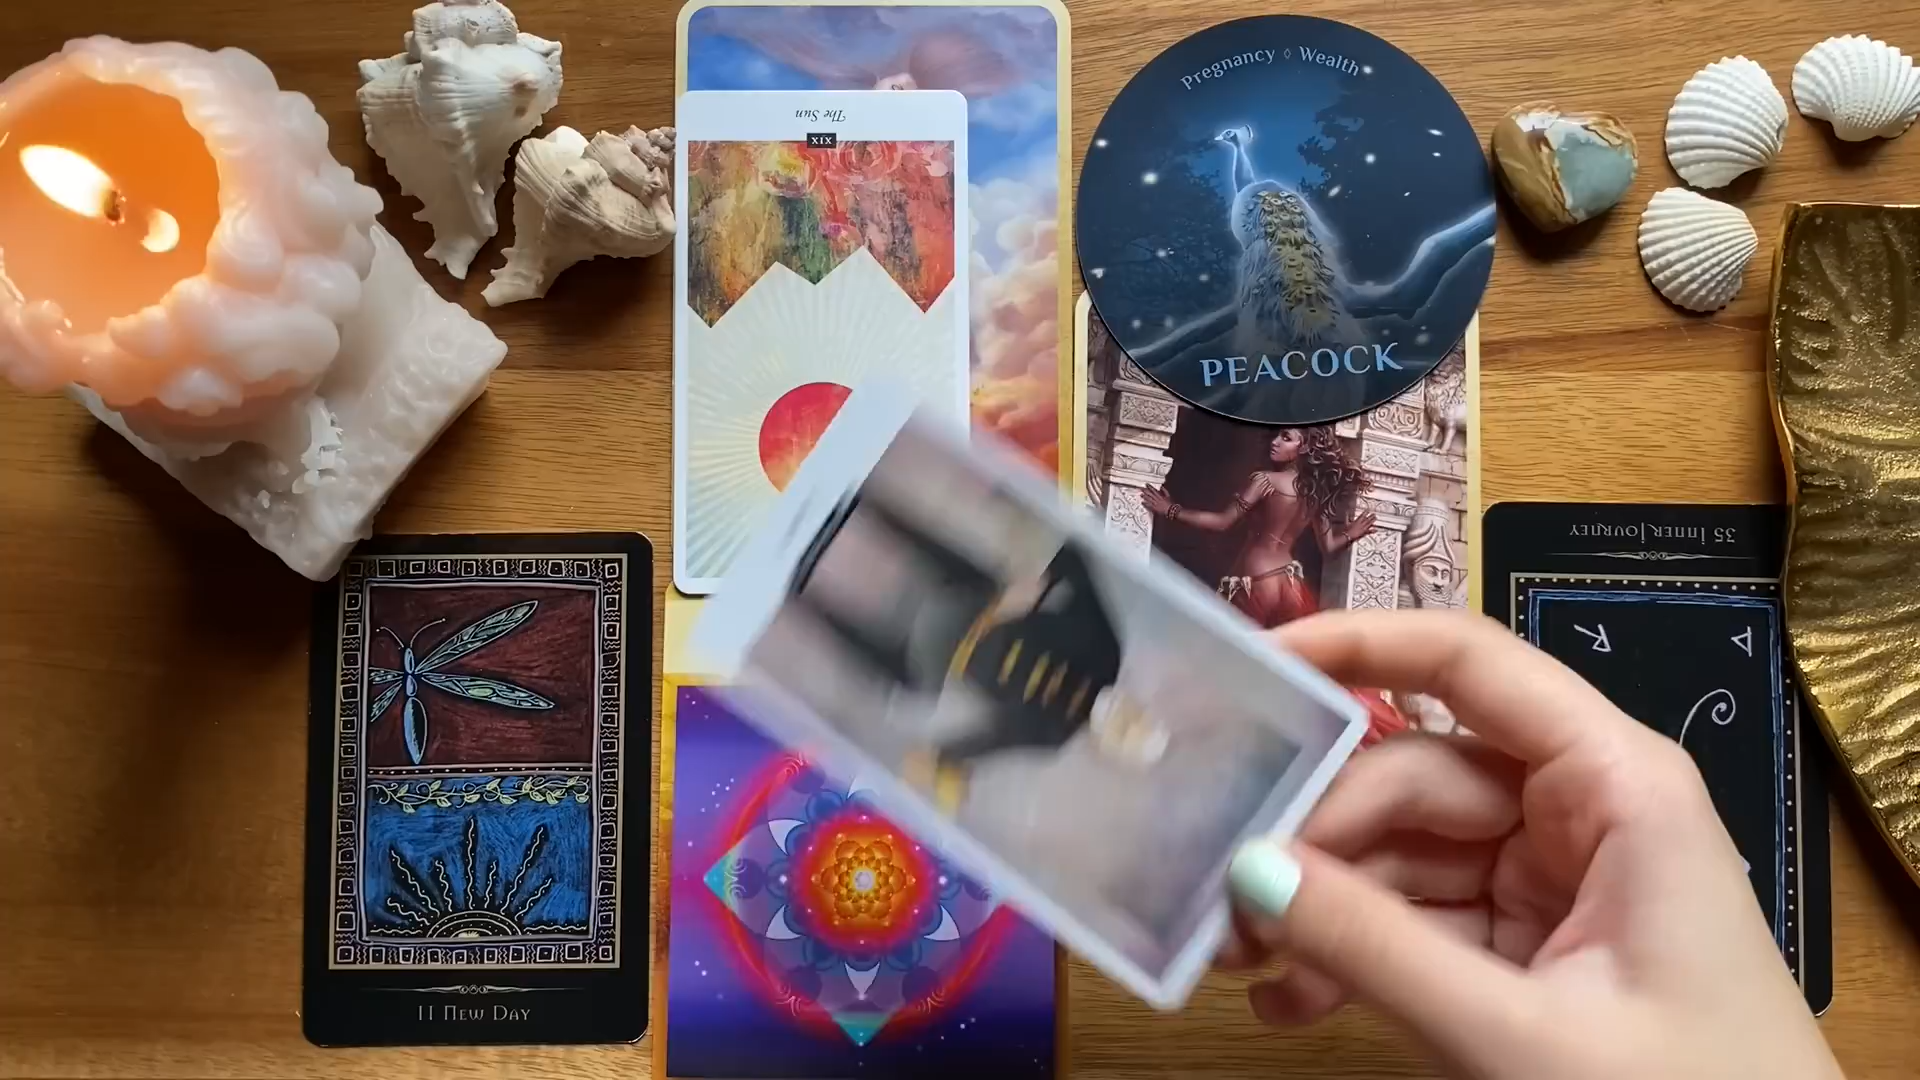 Pregnancy ◊ Wealth
The Sun
XIX
PEACOCK
35 INNER JOURNEY
R
11 NEW DAY